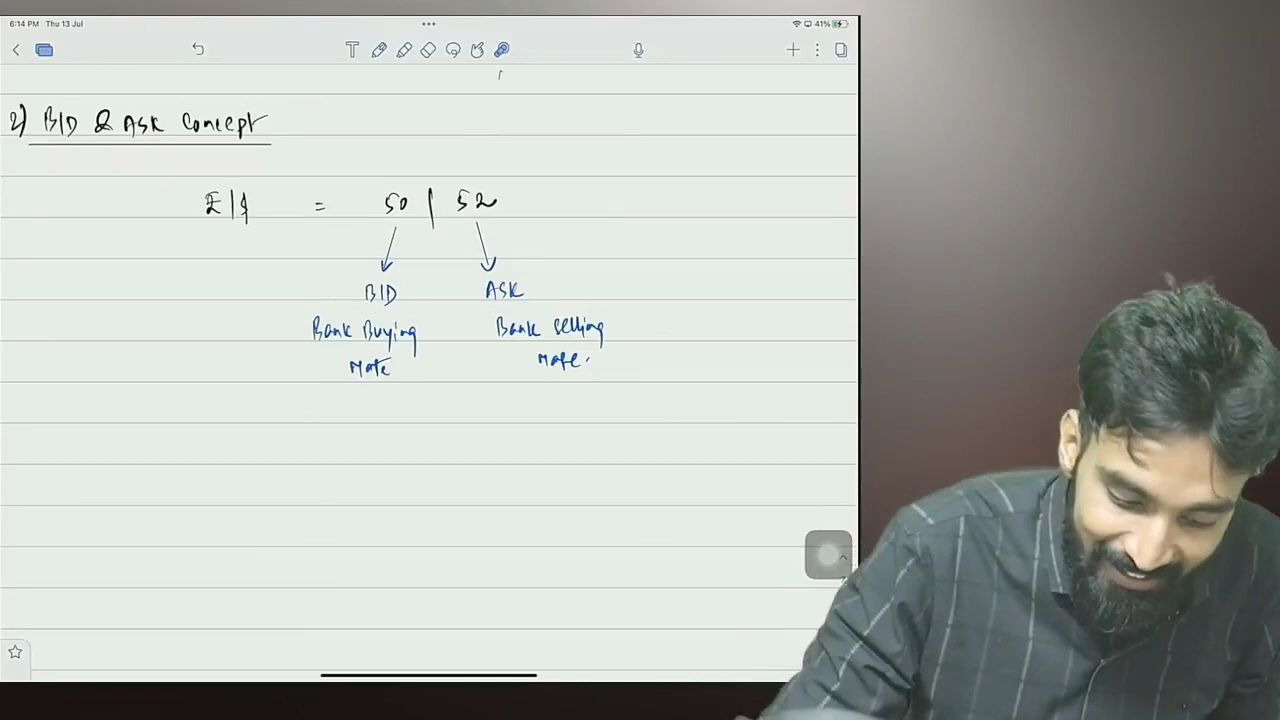 6:14 PM Thu 13 Jul
41%
T
2) BID & ASK Concept
£|$ = 50 | 52
BID ASK
Bank Buying Bank Selling
Rate Rate.